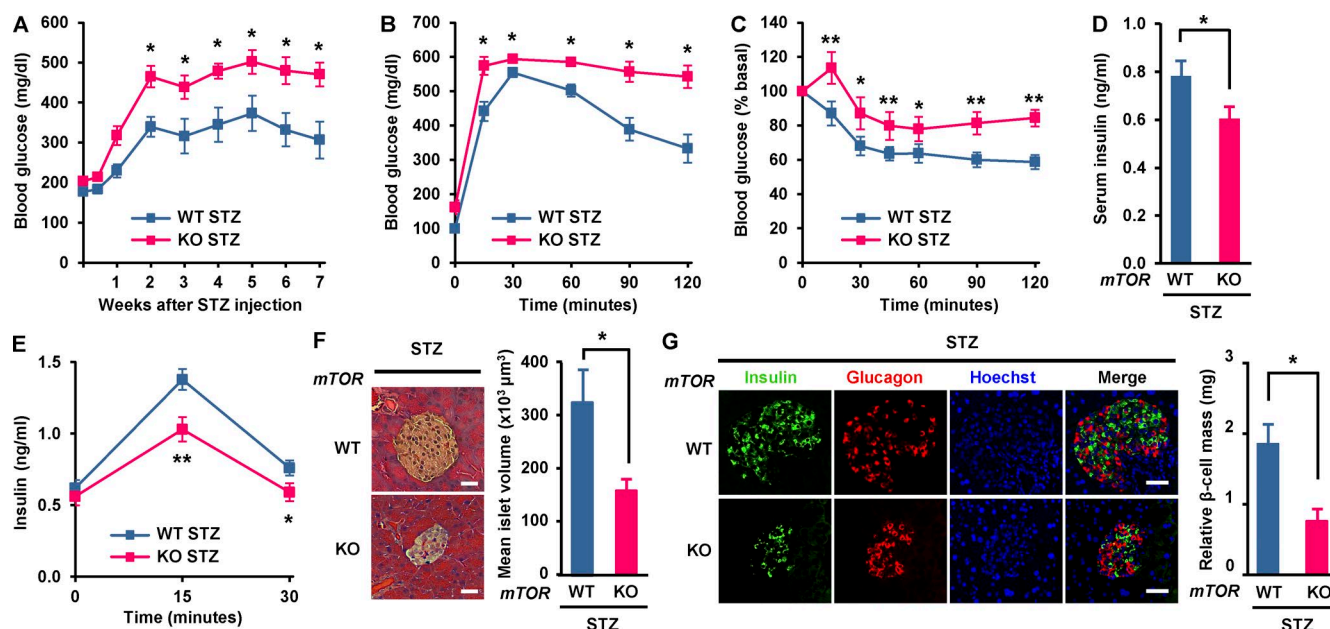 A
Blood glucose (mg/dl)
600
500
400
300
200
100
0
* * * * * *
WT STZ
KO STZ
1 2 3 4 5 6 7
Weeks after STZ injection
B
Blood glucose (mg/dl)
700
600
500
400
300
200
100
0
* * * * *
WT STZ
KO STZ
0 15 30 60 90 120
Time (minutes)
C
Blood glucose (% basal)
140
120
100
80
60
40
20
0
** * ** * ** **
WT STZ
KO STZ
0 15 30 45 60 90 120
Time (minutes)
D
Serum insulin (ng/ml)
1.0
0.8
0.6
0.4
0.2
0.0
*
mTOR WT KO
STZ
E
Insulin (ng/ml)
1.5
1.0
0.5
0.0
**
*
WT STZ
KO STZ
0 15 30
Time (minutes)
F
STZ
mTOR
WT
KO
Mean islet volume (x10³ µm³)
400
300
200
100
0
*
mTOR WT KO
STZ
G
STZ
mTOR Insulin Glucagon Hoechst Merge
WT
KO
Relative β-cell mass (mg)
3
2
1
0
*
mTOR WT KO
STZ